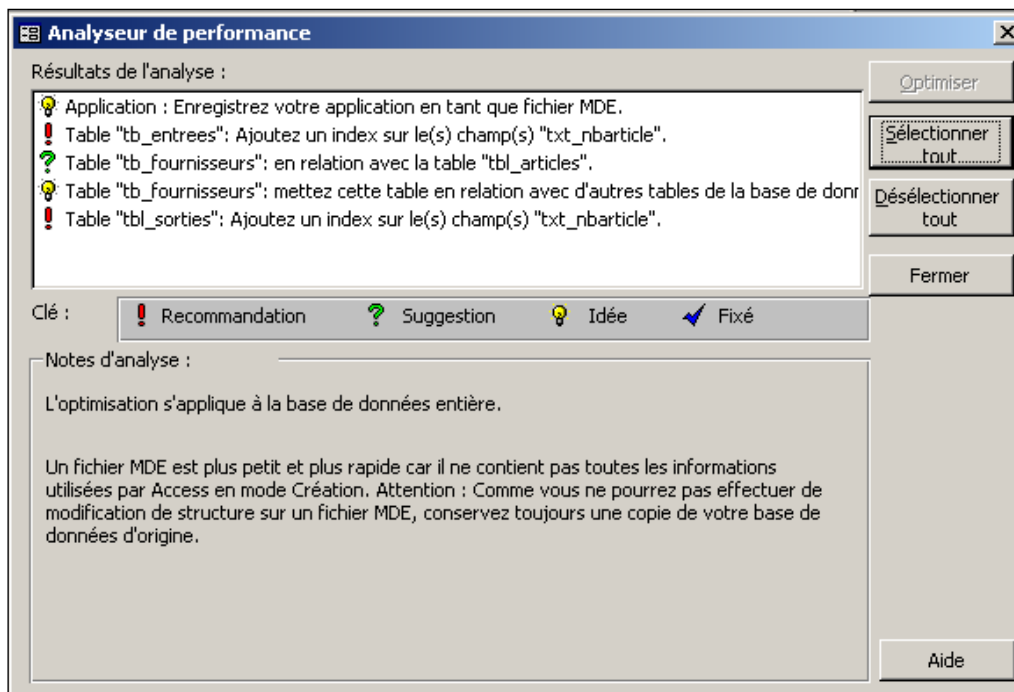 Analyseur de performance
Résultats de l'analyse :
Application : Enregistrez votre application en tant que fichier MDE.
Table "tb_entrees": Ajoutez un index sur le(s) champ(s) "txt_nbarticle".
Table "tb_fournisseurs": en relation avec la table "tbl_articles".
Table "tb_fournisseurs": mettez cette table en relation avec d'autres tables de la base de donn
Table "tbl_sorties": Ajoutez un index sur le(s) champ(s) "txt_nbarticle".
Optimiser
Sélectionner
tout
Désélectionner
tout
Fermer
Clé :
Recommandation
Suggestion
Idée
Fixé
Notes d'analyse :
L'optimisation s'applique à la base de données entière.
Un fichier MDE est plus petit et plus rapide car il ne contient pas toutes les informations
utilisées par Access en mode Création. Attention : Comme vous ne pourrez pas effectuer de
modification de structure sur un fichier MDE, conservez toujours une copie de votre base de
données d'origine.
Aide